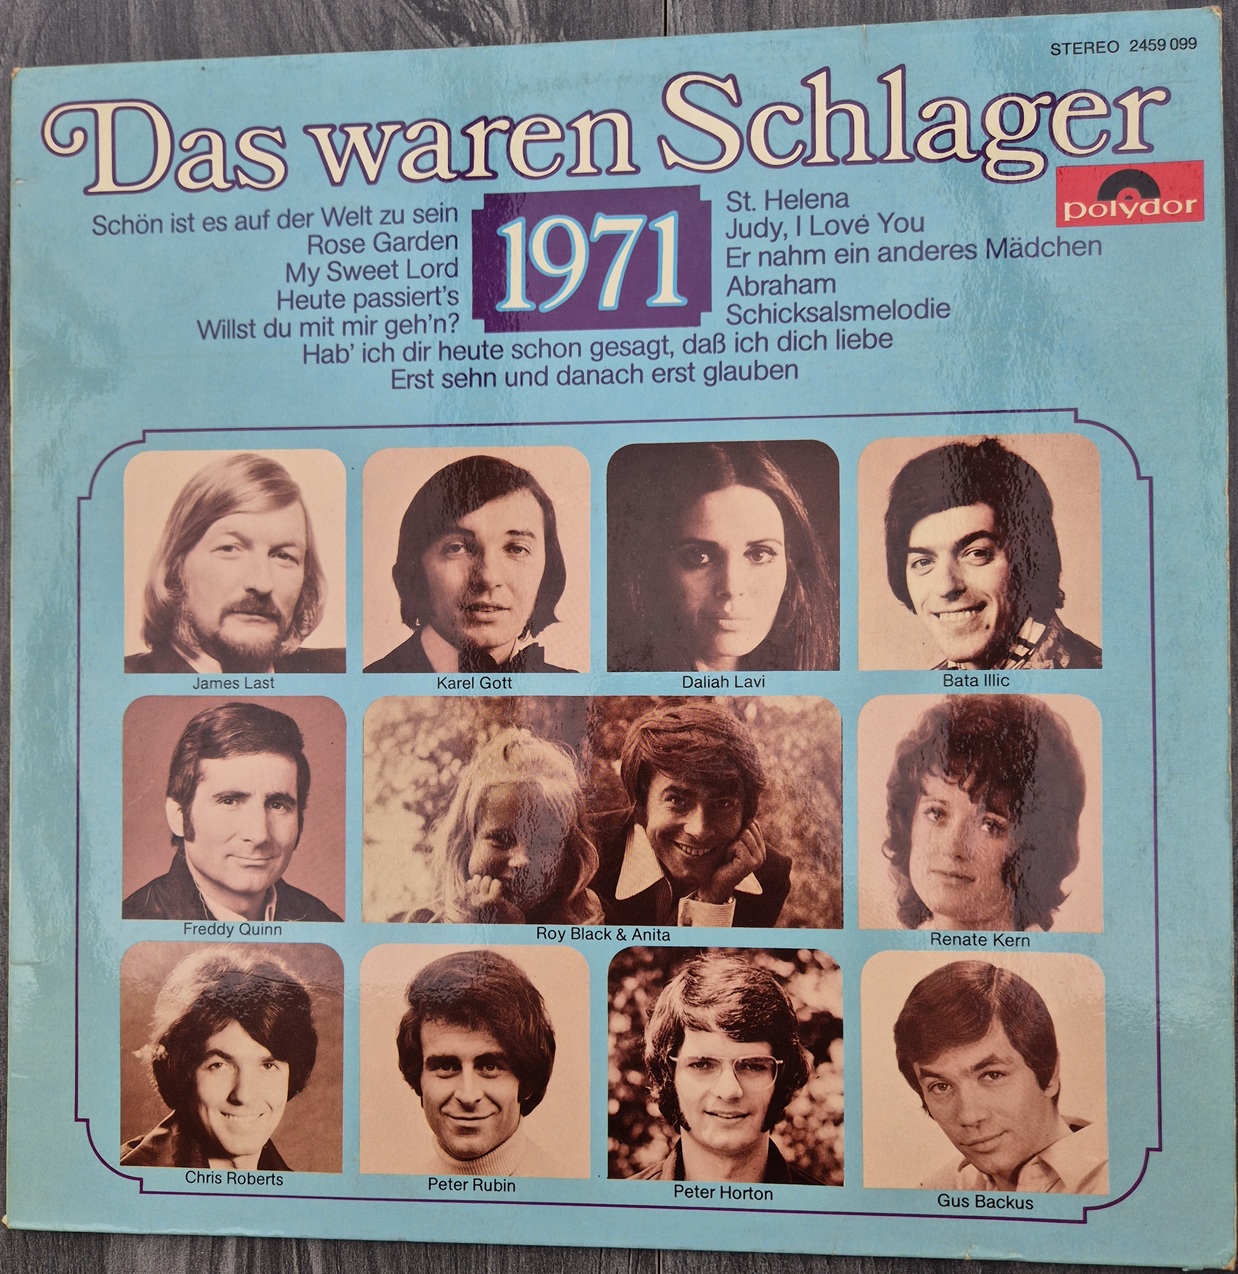 STEREO 2459 099
Das waren Schlager
polydor
1971
Schön ist es auf der Welt zu sein
Rose Garden
My Sweet Lord
Heute passiert's
Willst du mit mir geh'n?
St. Helena
Judy, I Love You
Er nahm ein anderes Mädchen
Abraham
Schicksalsmelodie
Hab' ich dir heute schon gesagt, daß ich dich liebe
Erst sehn und danach erst glauben
James Last
Karel Gott
Daliah Lavi
Bata Illic
Freddy Quinn
Roy Black & Anita
Renate Kern
Chris Roberts
Peter Rubin
Peter Horton
Gus Backus